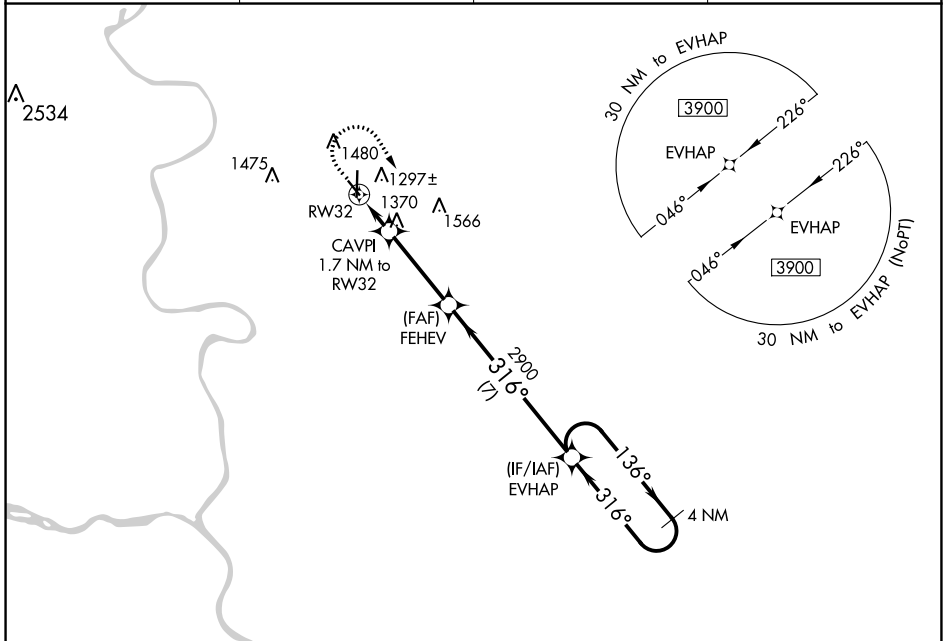 2534
1475
1480
1297±
1370
1566
RW32
CAVPI
1.7 NM to
RW32
(FAF)
FEHEV
2900
316°
(7)
(IF/IAF)
EVHAP
136°
316°
4 NM
30 NM to EVHAP
3900
226°
EVHAP
046°
226°
EVHAP
046°
3900
30 NM to EVHAP (NoPT)